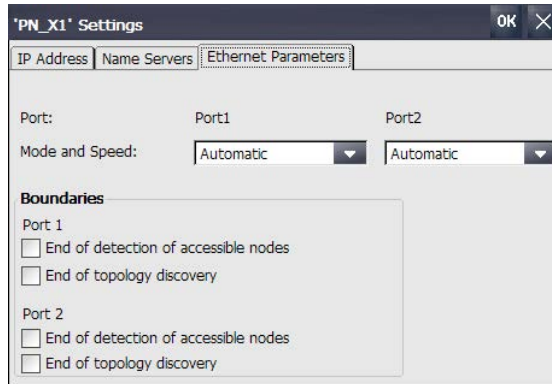 'PN_X1' Settings OK
IP Address Name Servers Ethernet Parameters
Port: Port1 Port2
Mode and Speed: Automatic Automatic
Boundaries
Port 1
End of detection of accessible nodes
End of topology discovery
Port 2
End of detection of accessible nodes
End of topology discovery